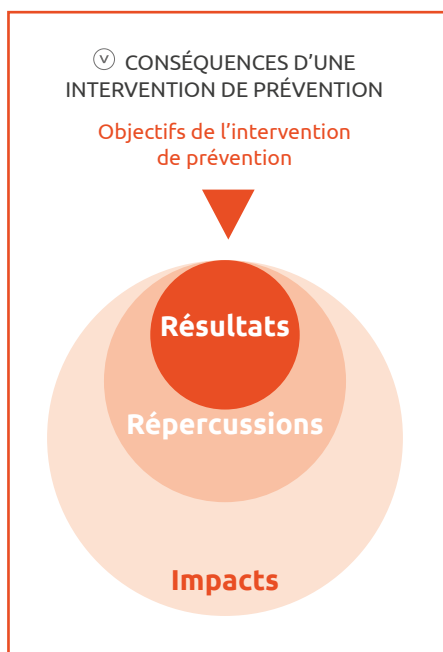 CONSÉQUENCES D'UNE
INTERVENTION DE PRÉVENTION
Objectifs de l'intervention
de prévention
Résultats
Répercussions
Impacts